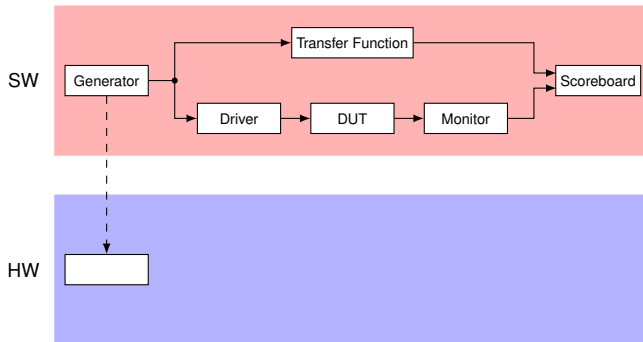 Transfer Function
SW
Generator
Scoreboard
Driver
DUT
Monitor
HW